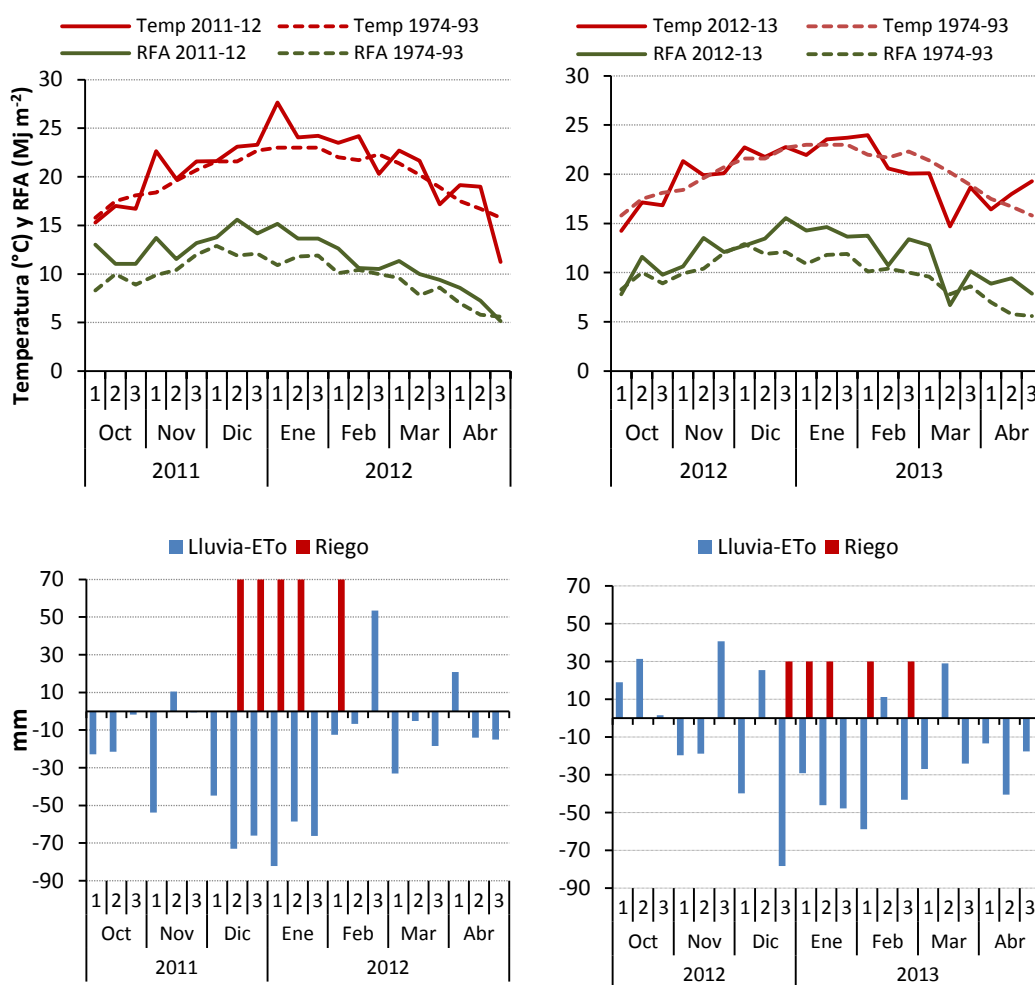 Temp 2011-12 Temp 1974-93
RFA 2011-12 RFA 1974-93
Temperatura (°C) y RFA (Mj m⁻²)
30
25
20
15
10
5
0
1 2 3 1 2 3 1 2 3 1 2 3 1 2 3 1 2 3 1 2 3
Oct Nov Dic Ene Feb Mar Abr
2011 2012
Temp 2012-13 Temp 1974-93
RFA 2012-13 RFA 1974-93
30
25
20
15
10
5
0
1 2 3 1 2 3 1 2 3 1 2 3 1 2 3 1 2 3 1 2 3
Oct Nov Dic Ene Feb Mar Abr
2012 2013
Lluvia-ETo Riego
mm
70
50
30
10
-10
-30
-50
-70
-90
1 2 3 1 2 3 1 2 3 1 2 3 1 2 3 1 2 3 1 2 3
Oct Nov Dic Ene Feb Mar Abr
2011 2012
Lluvia-ETo Riego
70
50
30
10
-10
-30
-50
-70
-90
1 2 3 1 2 3 1 2 3 1 2 3 1 2 3 1 2 3 1 2 3
Oct Nov Dic Ene Feb Mar Abr
2012 2013